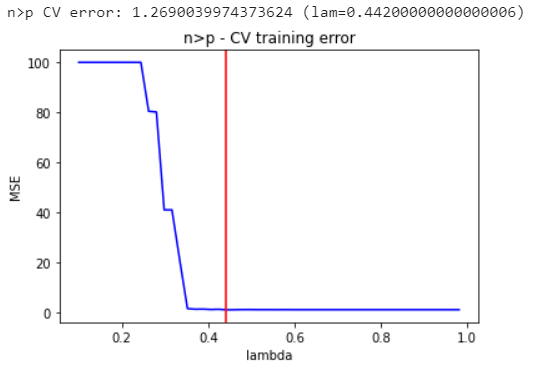 n>p CV error: 1.2690039974373624 (lam=0.44200000000000006)
n>p - CV training error
100
80
60
40
20
0
MSE
0.2 0.4 0.6 0.8 1.0
lambda